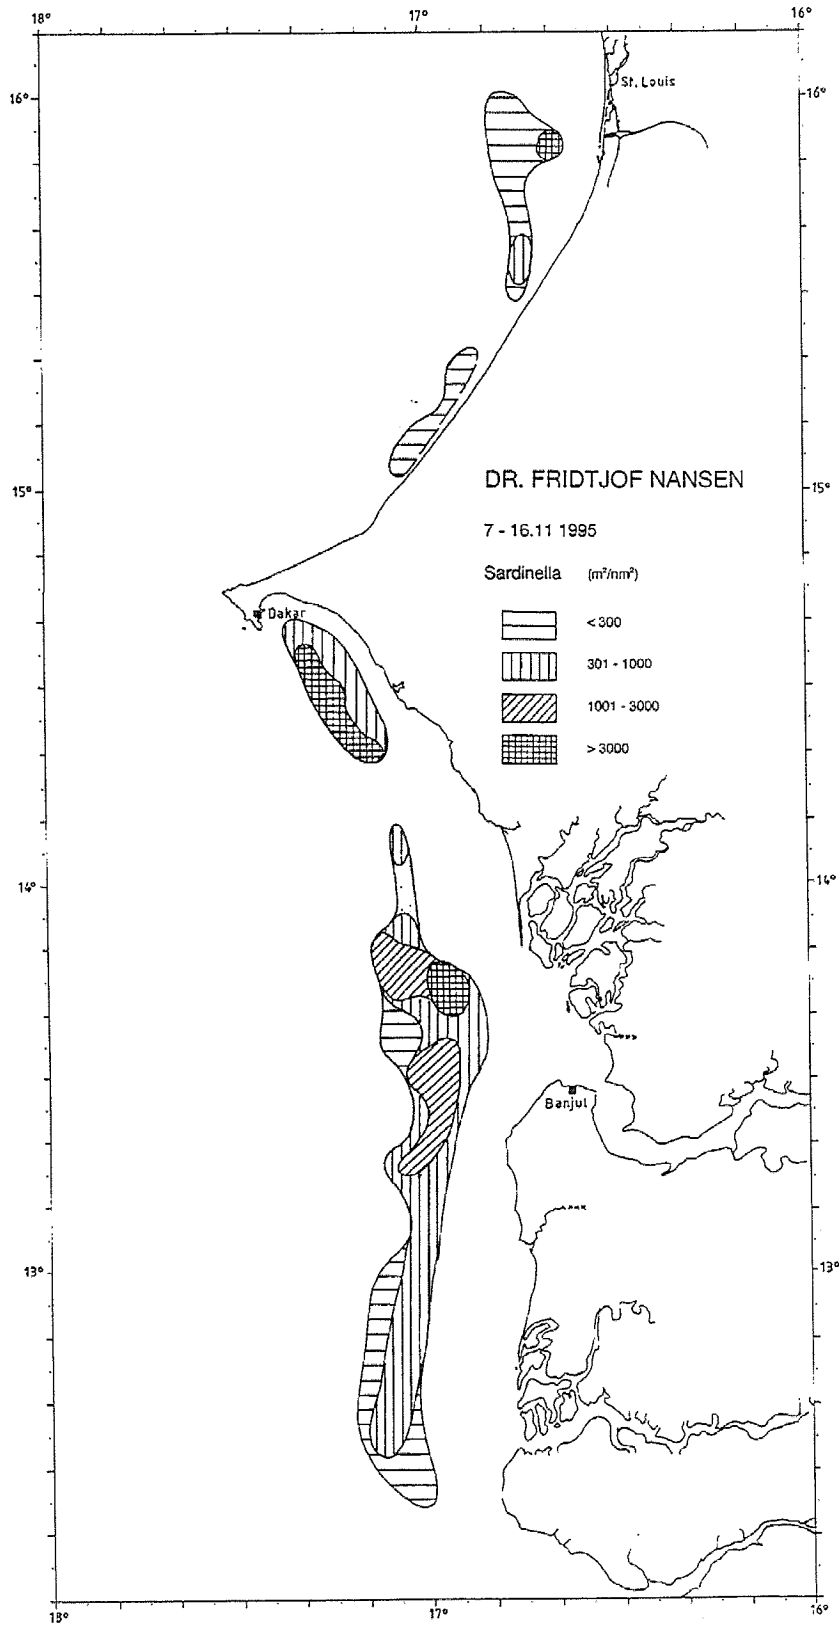 18° 17° 16°
16° 16°
St. Louis
15° 15°
DR. FRIDTJOF NANSEN
7 - 16.11 1995
Sardinella (m²/nm²)
<300
301 - 1000
1001 - 3000
>3000
Dakar
14° 14°
Banjul
13° 13°
18° 17° 16°